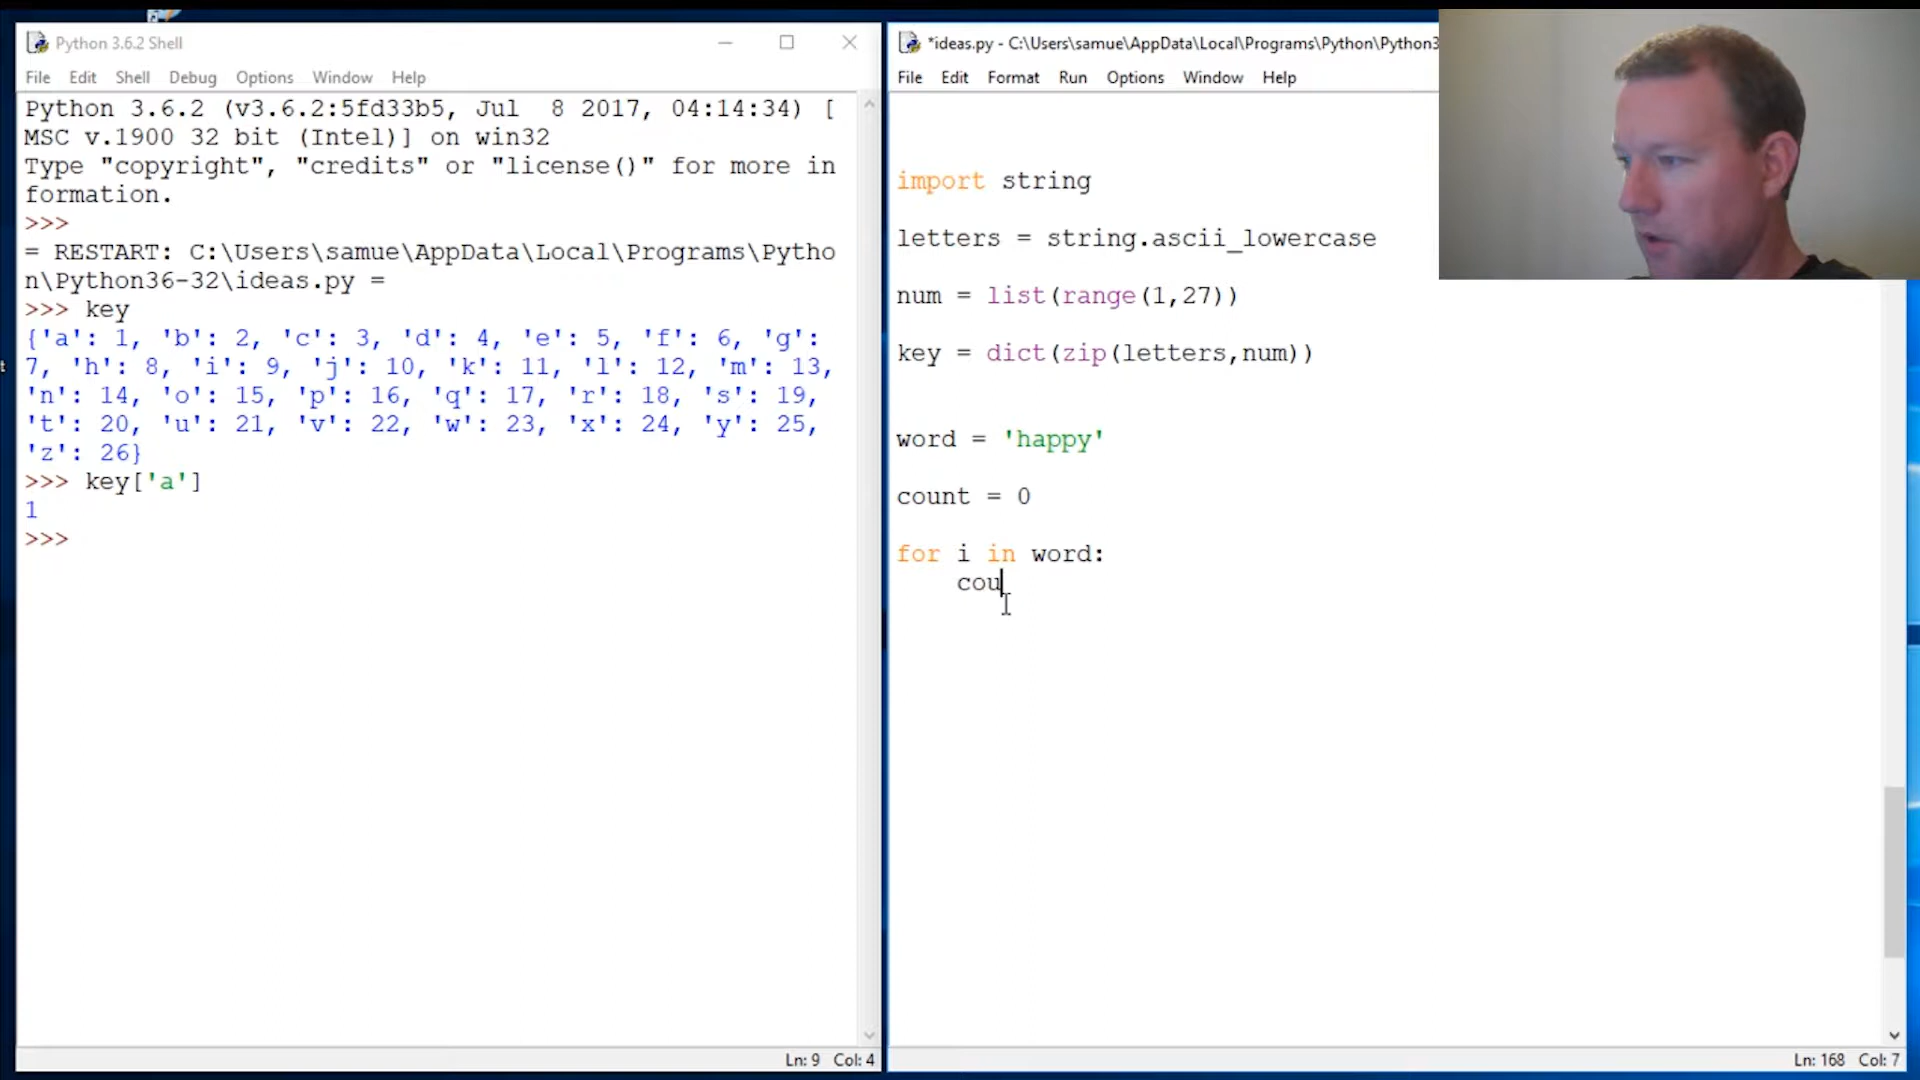 Python 3.6.2 Shell
File Edit Shell Debug Options Window Help
Python 3.6.2 (v3.6.2:5fd33b5, Jul  8 2017, 04:14:34) [
MSC v.1900 32 bit (Intel)] on win32
Type "copyright", "credits" or "license()" for more in
formation.
>>>
= RESTART: C:\Users\samue\AppData\Local\Programs\Pytho
n\Python36-32\ideas.py =
>>> key
{'a': 1, 'b': 2, 'c': 3, 'd': 4, 'e': 5, 'f': 6, 'g':
7, 'h': 8, 'i': 9, 'j': 10, 'k': 11, 'l': 12, 'm': 13,
'n': 14, 'o': 15, 'p': 16, 'q': 17, 'r': 18, 's': 19,
't': 20, 'u': 21, 'v': 22, 'w': 23, 'x': 24, 'y': 25,
'z': 26}
>>> key['a']
1
>>>
Ln: 9 Col: 4
*ideas.py - C:\Users\samue\AppData\Local\Programs\Python\Python3
File Edit Format Run Options Window Help
import string
letters = string.ascii_lowercase
num = list(range(1,27))
key = dict(zip(letters,num))
word = 'happy'
count = 0
for i in word:
    cou
Ln: 168 Col: 7